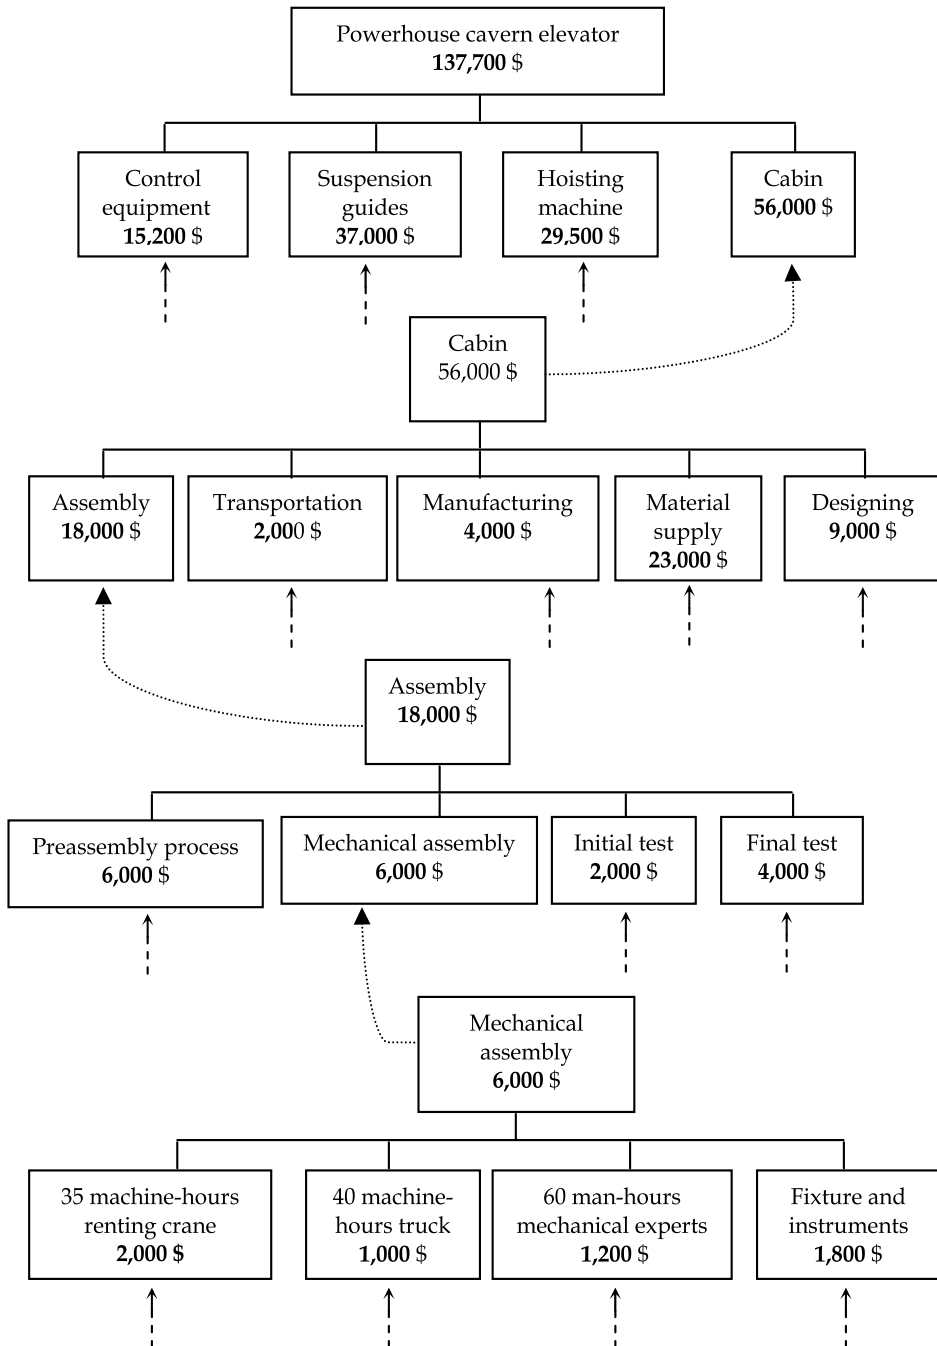 Powerhouse cavern elevator
137,700 $
Control
equipment
15,200 $
Suspension
guides
37,000 $
Hoisting
machine
29,500 $
Cabin
56,000 $
Cabin
56,000 $
Assembly
18,000 $
Transportation
2,000 $
Manufacturing
4,000 $
Material
supply
23,000 $
Designing
9,000 $
Assembly
18,000 $
Preassembly process
6,000 $
Mechanical assembly
6,000 $
Initial test
2,000 $
Final test
4,000 $
Mechanical
assembly
6,000 $
35 machine-hours
renting crane
2,000 $
40 machine-
hours truck
1,000 $
60 man-hours
mechanical experts
1,200 $
Fixture and
instruments
1,800 $